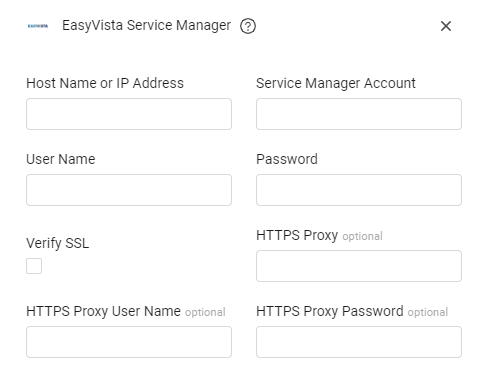 EASYVISTA EasyVista Service Manager ?
Host Name or IP Address Service Manager Account
User Name Password
Verify SSL HTTPS Proxy optional
HTTPS Proxy User Name optional HTTPS Proxy Password optional